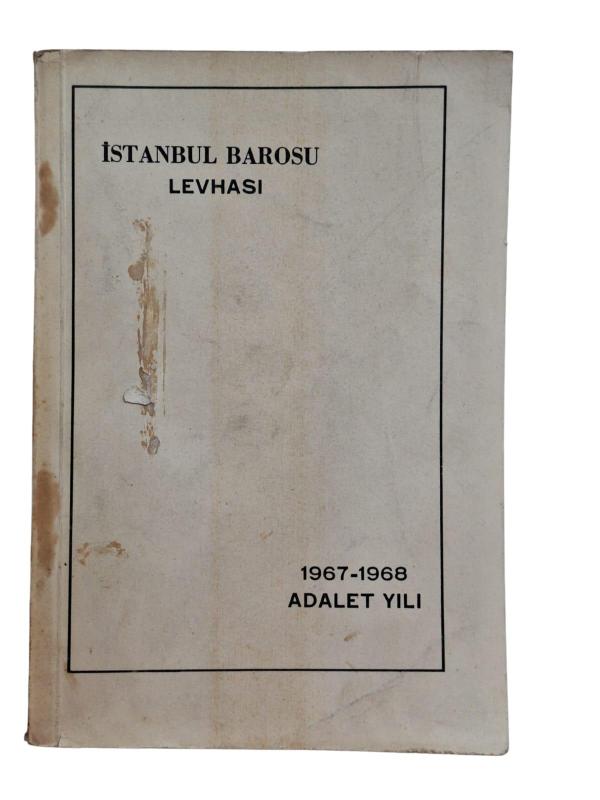 İSTANBUL BAROSU
LEVHASI
1967-1968
ADALET YILI